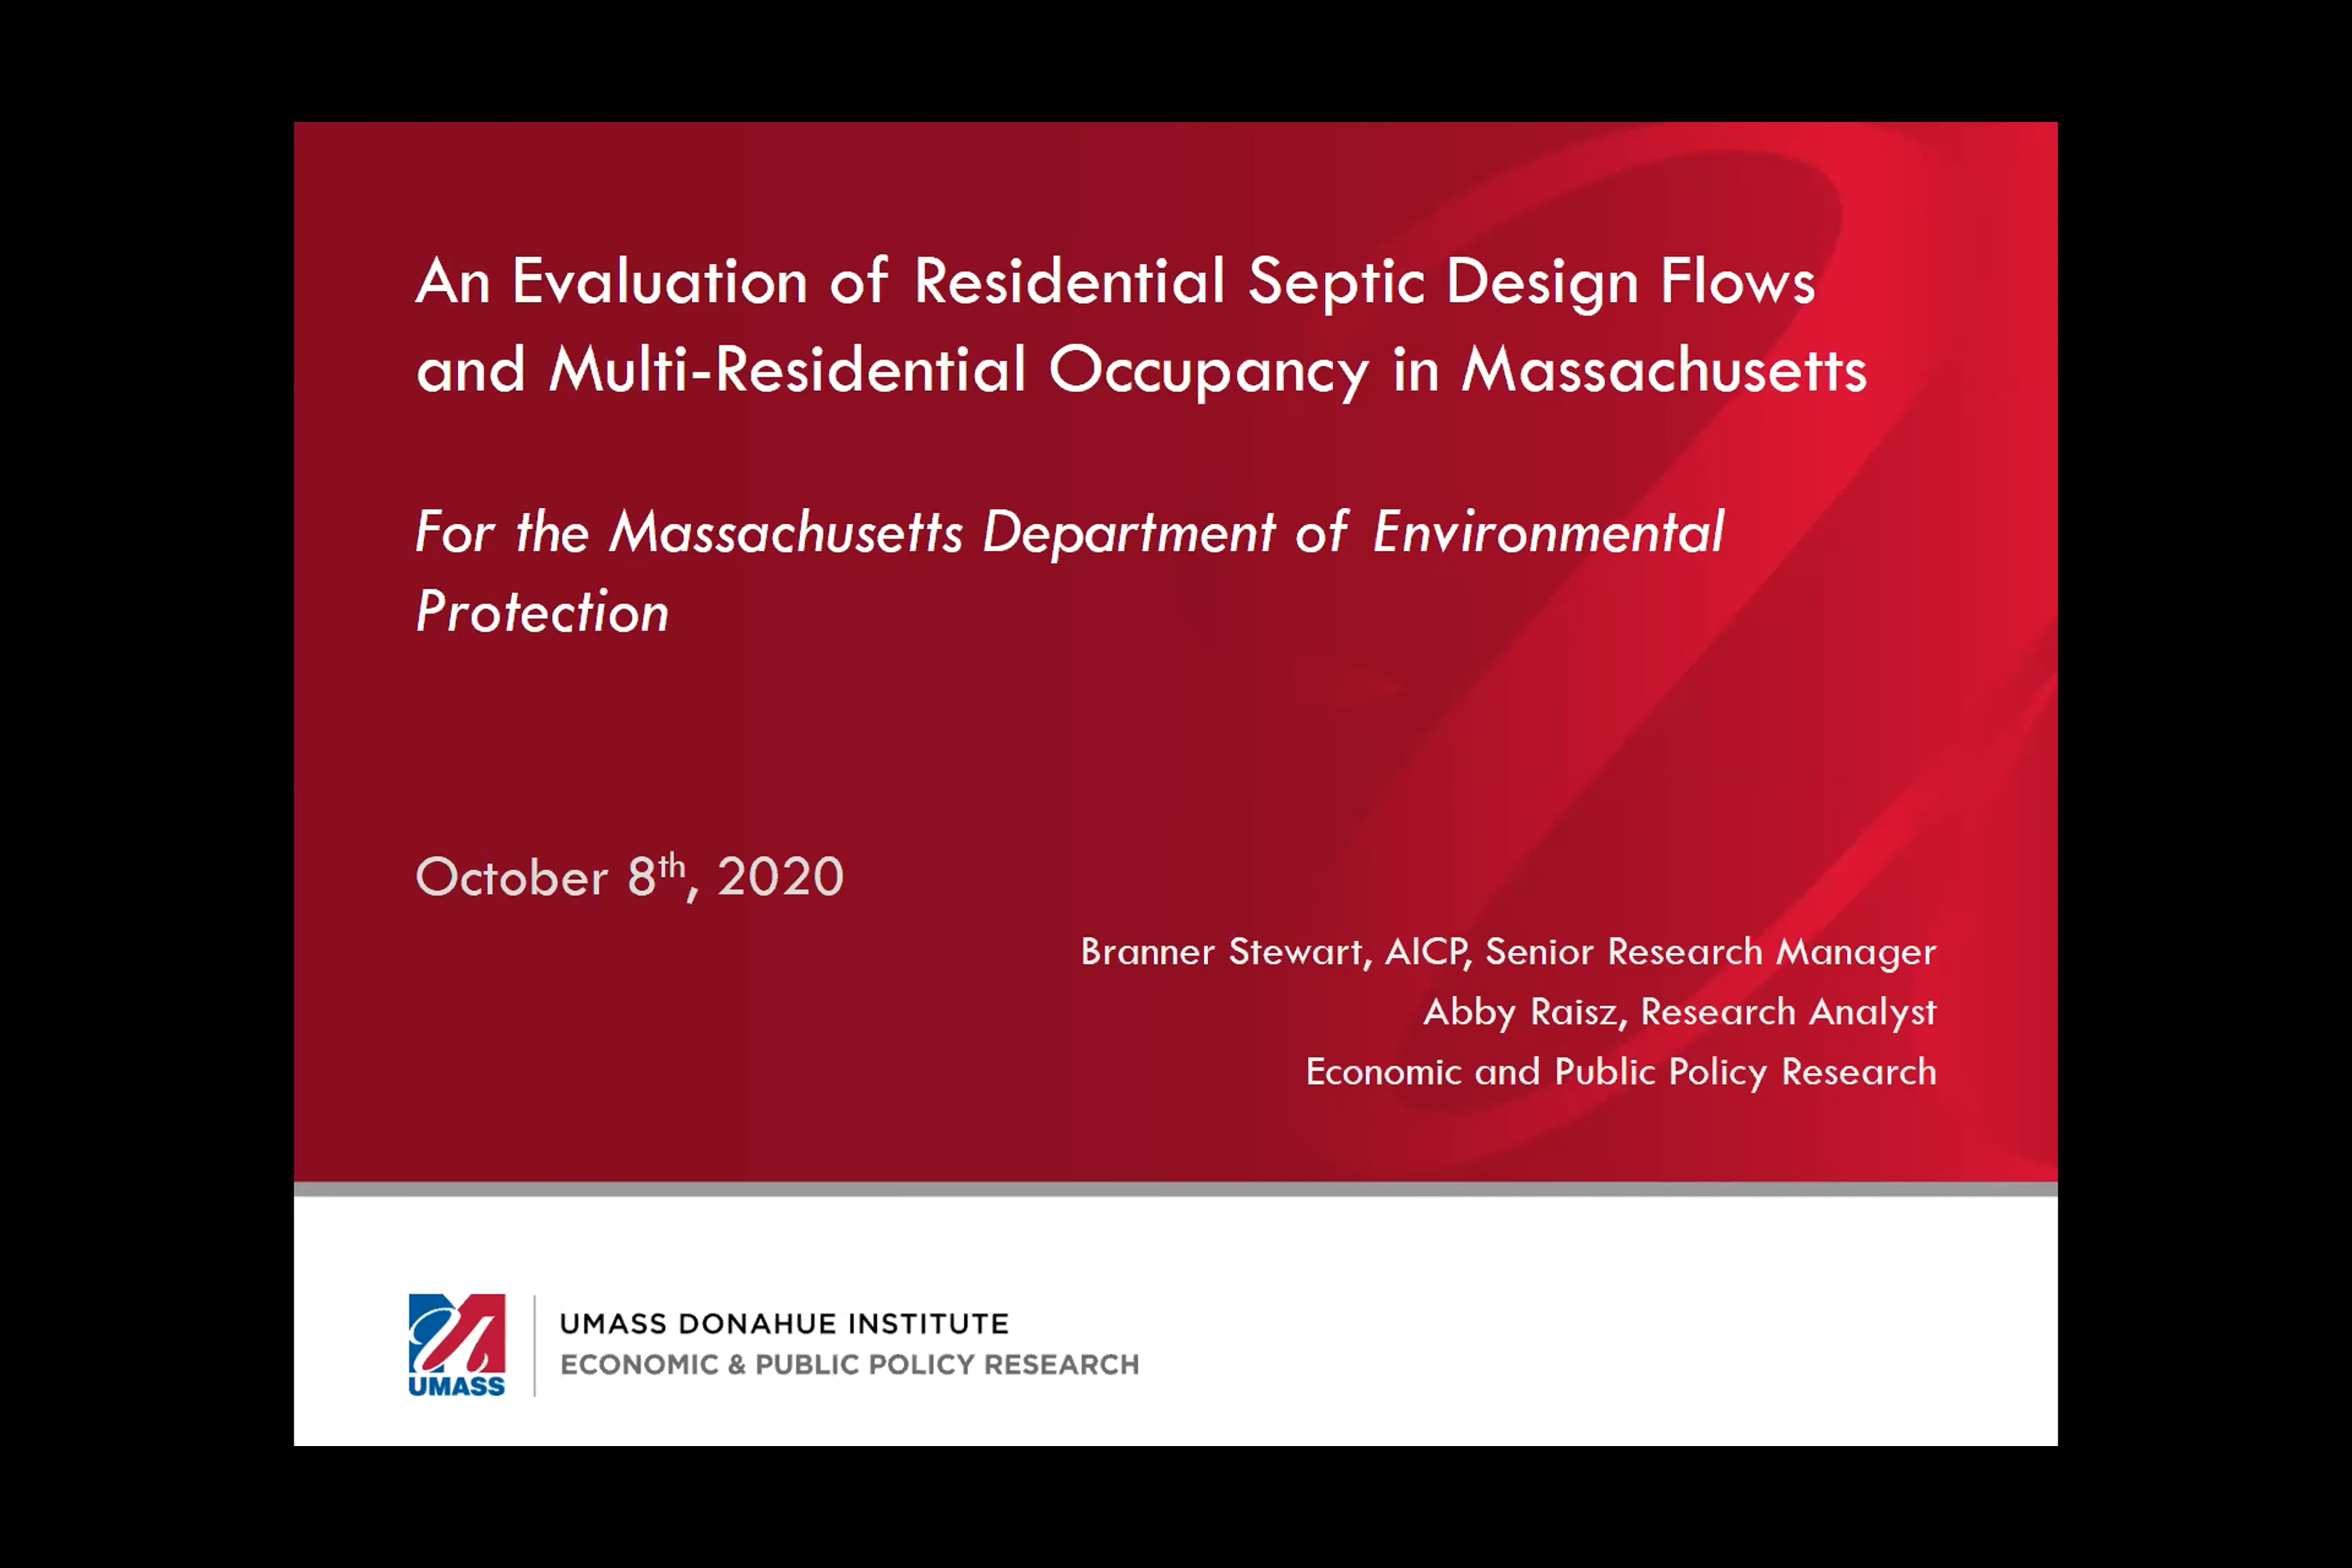 An Evaluation of Residential Septic Design Flows
and Multi-Residential Occupancy in Massachusetts
For the Massachusetts Department of Environmental
Protection
October 8th, 2020
Branner Stewart, AICP, Senior Research Manager
Abby Raisz, Research Analyst
Economic and Public Policy Research
UMASS DONAHUE INSTITUTE
ECONOMIC & PUBLIC POLICY RESEARCH
UMASS